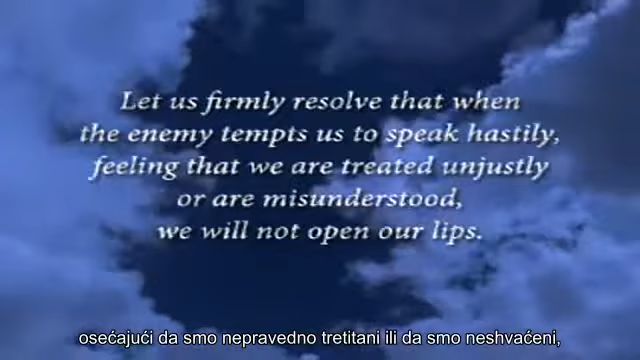 Let us firmly resolve that when
the enemy tempts us to speak hastily,
feeling that we are treated unjustly
or are misunderstood,
we will not open our lips.
osećajući da smo nepravedno tretitani ili da smo neshvaćeni,